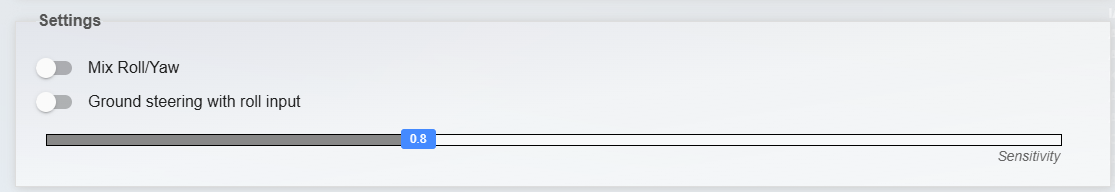 Settings
Mix Roll/Yaw
Ground steering with roll input
0.8
Sensitivity